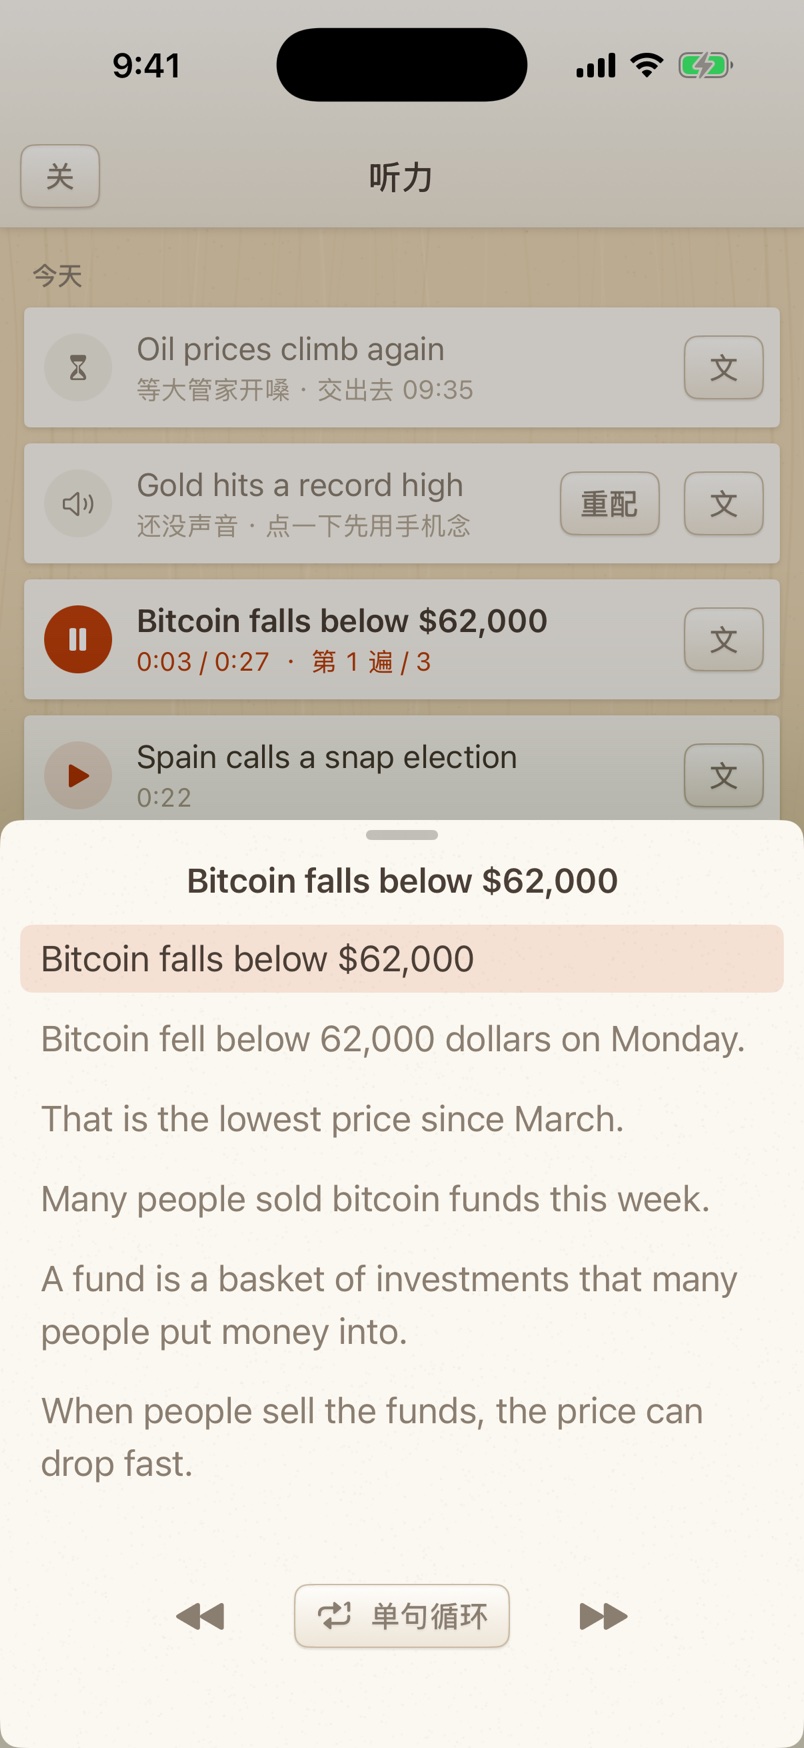 9:41
关
听力
今天
Oil prices climb again
等大管家开嗓 · 交出去 09:35
文
Gold hits a record high
还没声音 · 点一下先用手机念
重配
文
Bitcoin falls below $62,000
0:03 / 0:27 · 第 1 遍 / 3
文
Spain calls a snap election
0:22
文
Bitcoin falls below $62,000
Bitcoin falls below $62,000
Bitcoin fell below 62,000 dollars on Monday.
That is the lowest price since March.
Many people sold bitcoin funds this week.
A fund is a basket of investments that many
people put money into.
When people sell the funds, the price can
drop fast.
单句循环